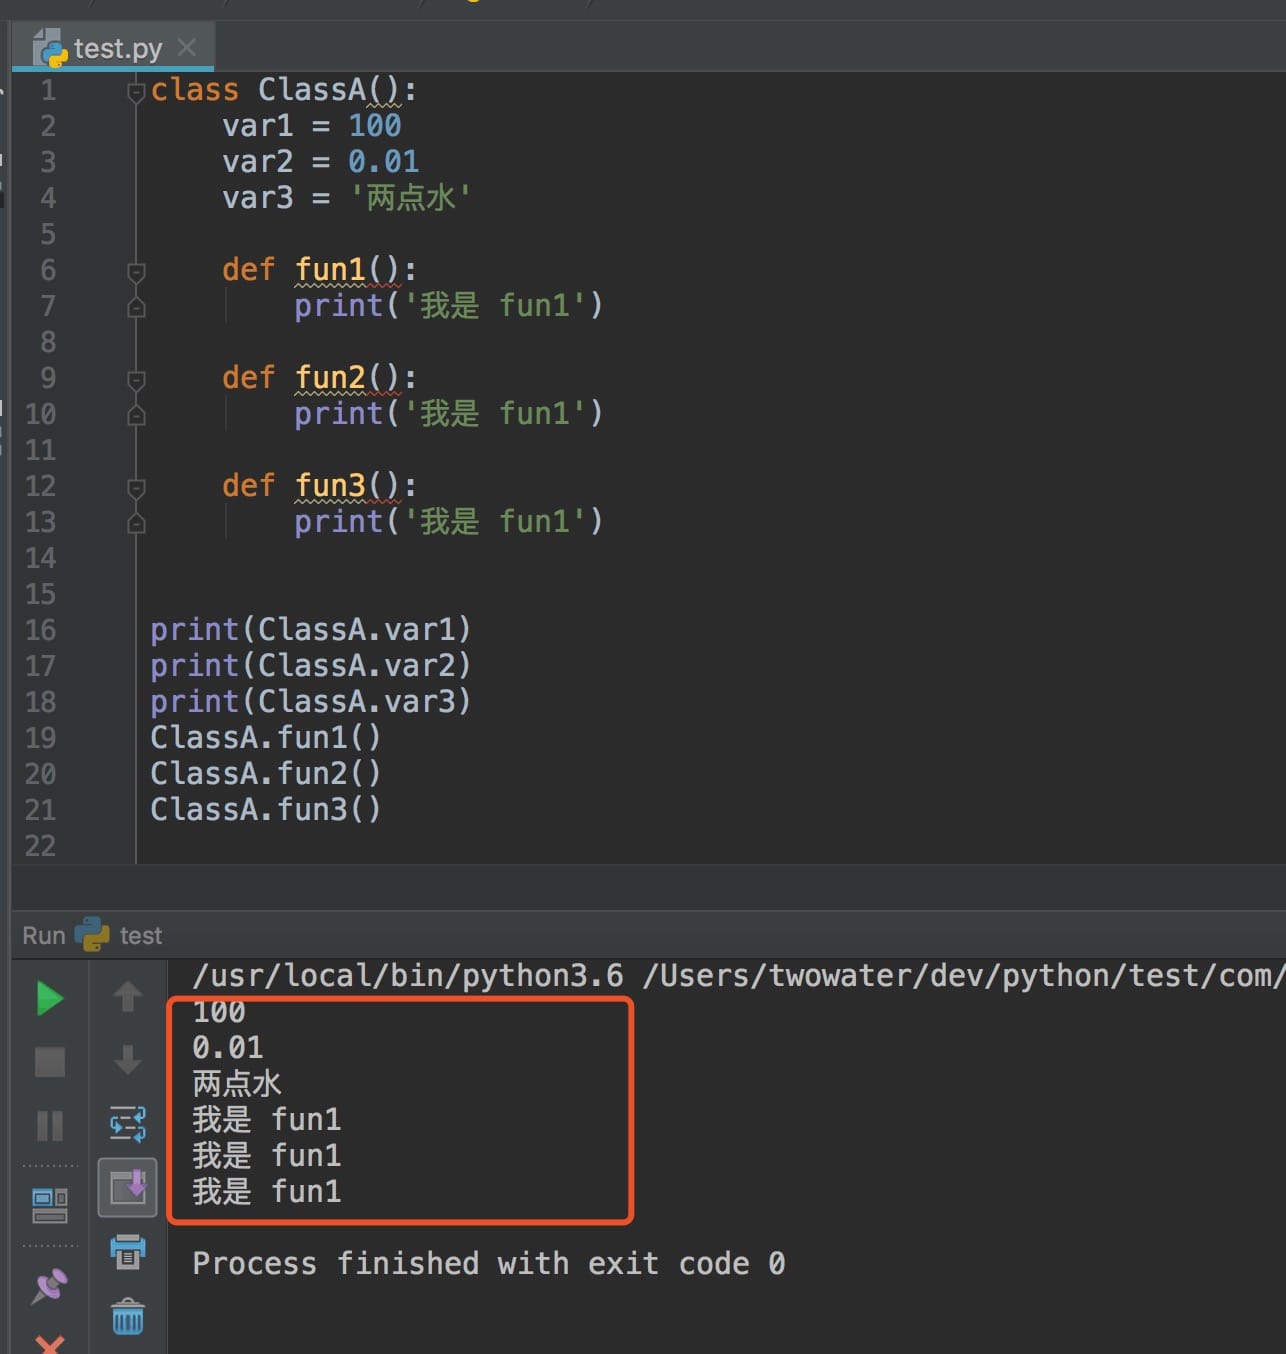 test.py
1 class ClassA():
2     var1 = 100
3     var2 = 0.01
4     var3 = '两点水'
5
6     def fun1():
7         print('我是 fun1')
8
9     def fun2():
10         print('我是 fun1')
11
12     def fun3():
13         print('我是 fun1')
14
15
16 print(ClassA.var1)
17 print(ClassA.var2)
18 print(ClassA.var3)
19 ClassA.fun1()
20 ClassA.fun2()
21 ClassA.fun3()
22
Run test
/usr/local/bin/python3.6 /Users/twowater/dev/python/test/com/
100
0.01
两点水
我是 fun1
我是 fun1
我是 fun1
Process finished with exit code 0